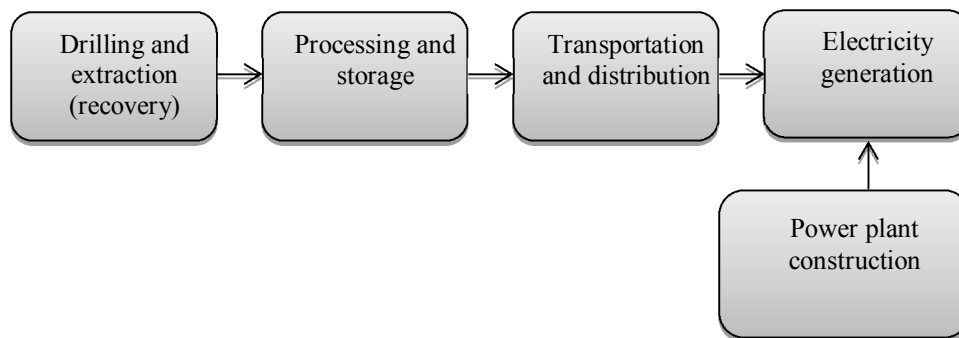 Drilling and
extraction
(recovery)
Processing and
storage
Transportation
and distribution
Electricity
generation
Power plant
construction